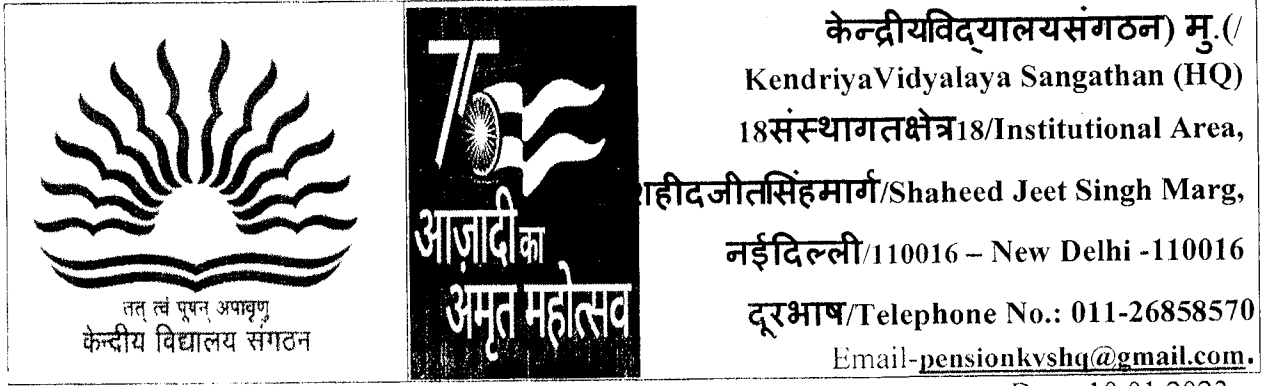 तत् त्वं पूषन् अपावृणु
केन्द्रीय विद्यालय संगठन
75
आज़ादी का
अमृत महोत्सव
केन्द्रीयविद्यालयसंगठन) मु.(/
KendriyaVidyalaya Sangathan (HQ)
18संस्थागतक्षेत्र18/Institutional Area,
शहीदजीतसिंहमार्ग/Shaheed Jeet Singh Marg,
नईदिल्ली/110016 – New Delhi -110016
दूरभाष/Telephone No.: 011-26858570
Email-pensionkvshq@gmail.com.